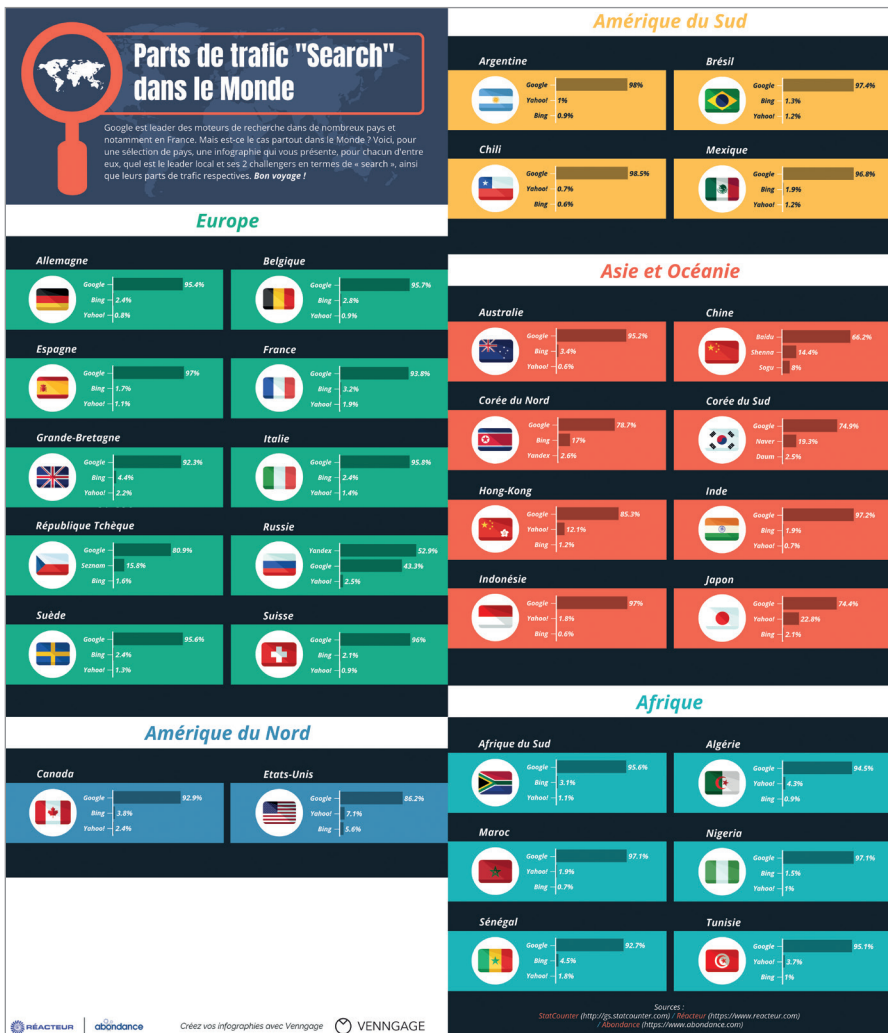 Parts de trafic "Search"
dans le Monde
Google est leader des moteurs de recherche dans de nombreux pays et
notamment en France. Mais est-ce le cas partout dans le Monde ? Voici, pour
une sélection de pays, une infographie qui vous présente, pour chacun d'entre
eux, quel est le leader local et ses 2 challengers en termes de « search », ainsi
que leurs parts de trafic respectives. Bon voyage !
Europe
Allemagne
Google 95.4%
Bing 2.4%
Yahoo! 0.8%
Belgique
Google 95.7%
Bing 2.8%
Yahoo! 0.9%
Espagne
Google 97%
Bing 1.7%
Yahoo! 1.1%
France
Google 93.8%
Bing 3.2%
Yahoo! 1.9%
Grande-Bretagne
Google 92.3%
Bing 4.4%
Yahoo! 2.2%
Italie
Google 95.8%
Bing 2.4%
Yahoo! 1.4%
République Tchèque
Google 80.9%
Seznam 15.8%
Bing 1.6%
Russie
Yandex 52.9%
Google 43.3%
Yahoo! 2.5%
Suède
Google 95.6%
Bing 2.4%
Yahoo! 1.3%
Suisse
Google 96%
Bing 2.1%
Yahoo! 0.9%
Amérique du Nord
Canada
Google 92.9%
Bing 3.8%
Yahoo! 2.4%
Etats-Unis
Google 86.2%
Yahoo! 7.1%
Bing 5.6%
RÉACTEUR
abondance
Créez vos infographies avec Venngage
VENNGAGE
Amérique du Sud
Argentine
Google 98%
Yahoo! 1%
Bing 0.9%
Brésil
Google 97.4%
Bing 1.3%
Yahoo! 1.2%
Chili
Google 98.5%
Yahoo! 0.7%
Bing 0.6%
Mexique
Google 96.8%
Bing 1.9%
Yahoo! 1.2%
Asie et Océanie
Australie
Google 95.2%
Bing 3.4%
Yahoo! 0.6%
Chine
Baidu 66.2%
Shenna 14.4%
Sogu 8%
Corée du Nord
Google 78.7%
Bing 17%
Yandex 2.6%
Corée du Sud
Google 74.9%
Naver 19.3%
Daum 2.5%
Hong-Kong
Google 85.3%
Yahoo! 12.1%
Bing 1.2%
Inde
Google 97.2%
Bing 1.9%
Yahoo! 0.7%
Indonésie
Google 97%
Yahoo! 1.8%
Bing 0.6%
Japon
Google 74.4%
Yahoo! 22.8%
Bing 2.1%
Afrique
Afrique du Sud
Google 95.6%
Bing 3.1%
Yahoo! 1.1%
Algérie
Google 94.5%
Yahoo! 4.3%
Bing 0.9%
Maroc
Google 97.1%
Yahoo! 1.9%
Bing 0.7%
Nigeria
Google 97.1%
Bing 1.5%
Yahoo! 1%
Sénégal
Google 92.7%
Bing 4.5%
Yahoo! 1.8%
Tunisie
Google 95.1%
Yahoo! 3.7%
Bing 1%
Sources :
StatCounter (http://gs.statcounter.com) / Réacteur (https://www.reacteur.com)
/ Abondance (https://www.abondance.com)